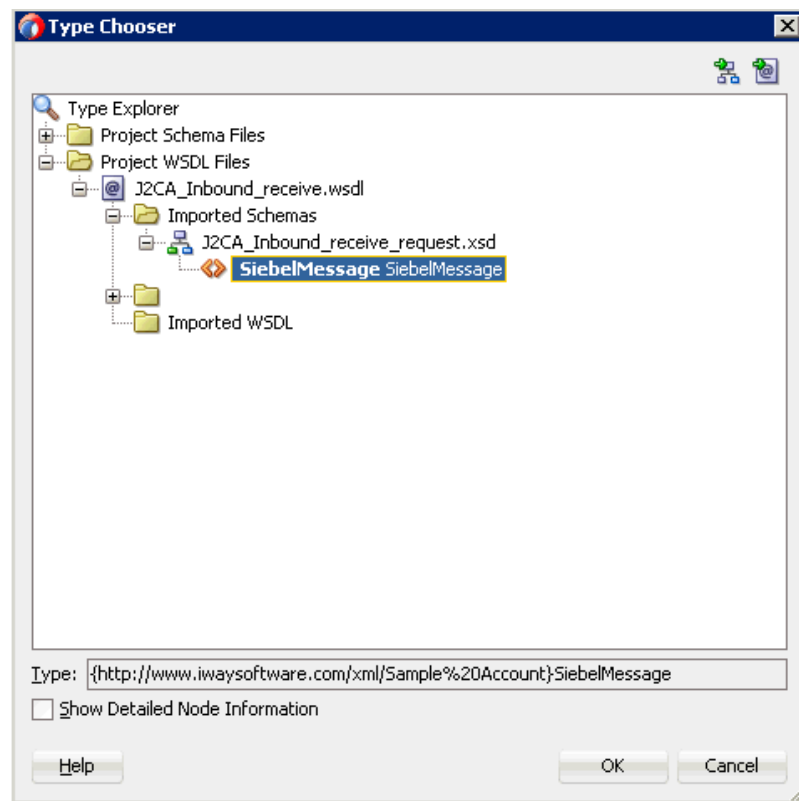 Type Chooser
Type Explorer
Project Schema Files
Project WSDL Files
J2CA_Inbound_receive.wsdl
Imported Schemas
J2CA_Inbound_receive_request.xsd
SiebelMessage SiebelMessage
Imported WSDL
Type: {http://www.iwaysoftware.com/xml/Sample%20Account}SiebelMessage
Show Detailed Node Information
Help OK Cancel